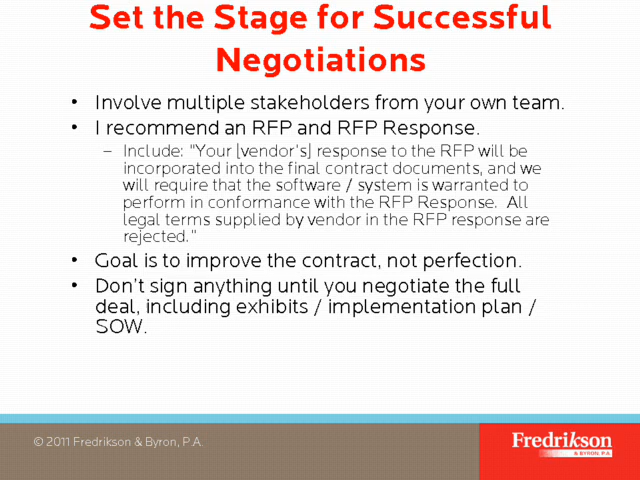 Set the Stage for Successful
Negotiations
• Involve multiple stakeholders from your own team.
• I recommend an RFP and RFP Response.
– Include: "Your [vendor's] response to the RFP will be
incorporated into the final contract documents, and we
will require that the software / system is warranted to
perform in conformance with the RFP Response. All
legal terms supplied by vendor in the RFP response are
rejected."
• Goal is to improve the contract, not perfection.
• Don't sign anything until you negotiate the full
deal, including exhibits / implementation plan /
SOW.
© 2011 Fredrikson & Byron, P.A.
Fredrikson
& BYRON, P.A.